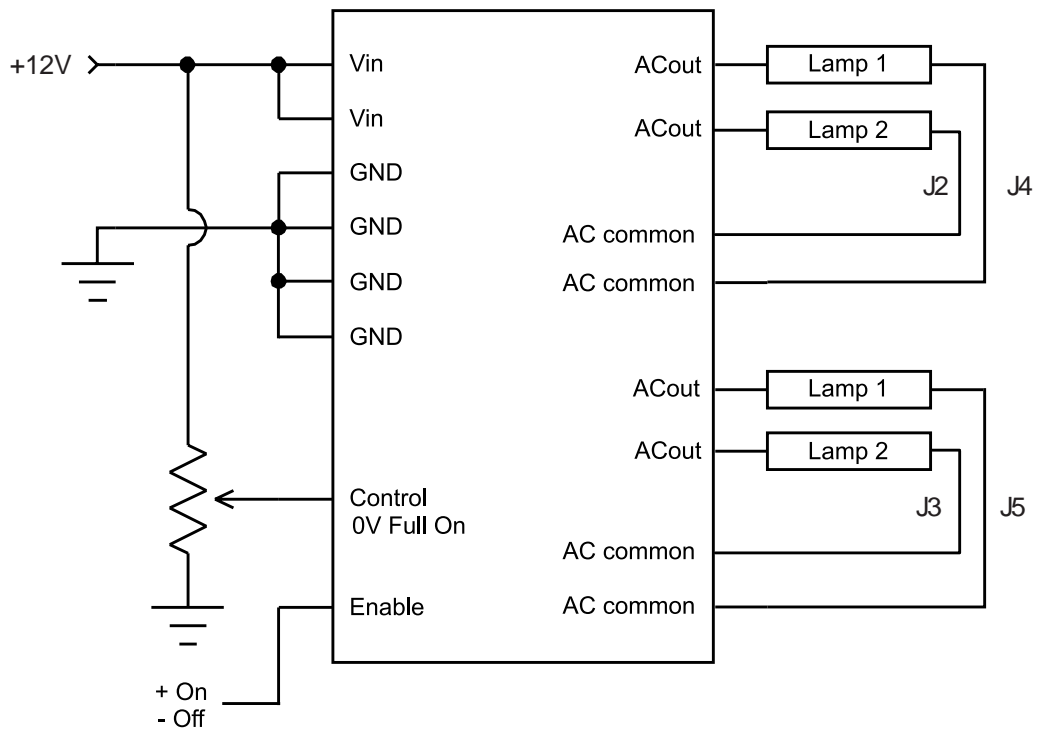 +12V
Vin
Vin
GND
GND
GND
GND
Control
0V Full On
Enable
+ On
- Off
ACout
Lamp 1
ACout
Lamp 2
J2
J4
AC common
AC common
ACout
Lamp 1
ACout
Lamp 2
J3
J5
AC common
AC common